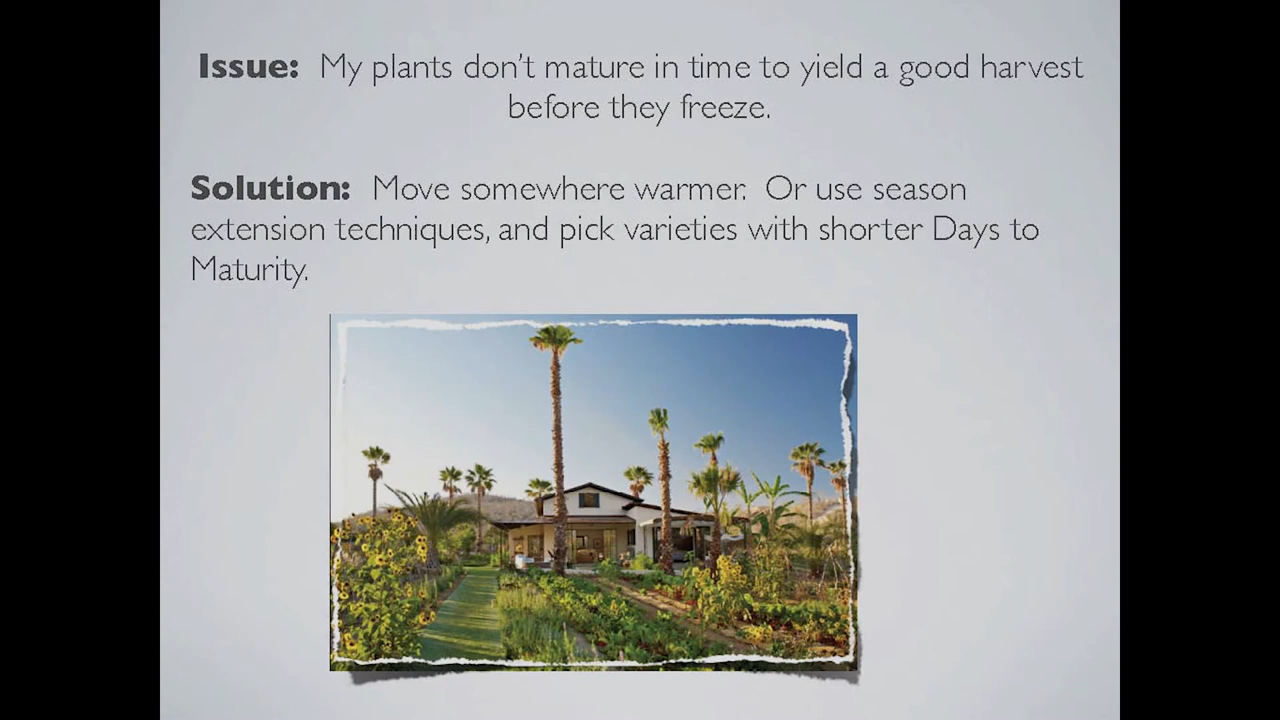 Issue: My plants don't mature in time to yield a good harvest
before they freeze.
Solution: Move somewhere warmer. Or use season
extension techniques, and pick varieties with shorter Days to
Maturity.